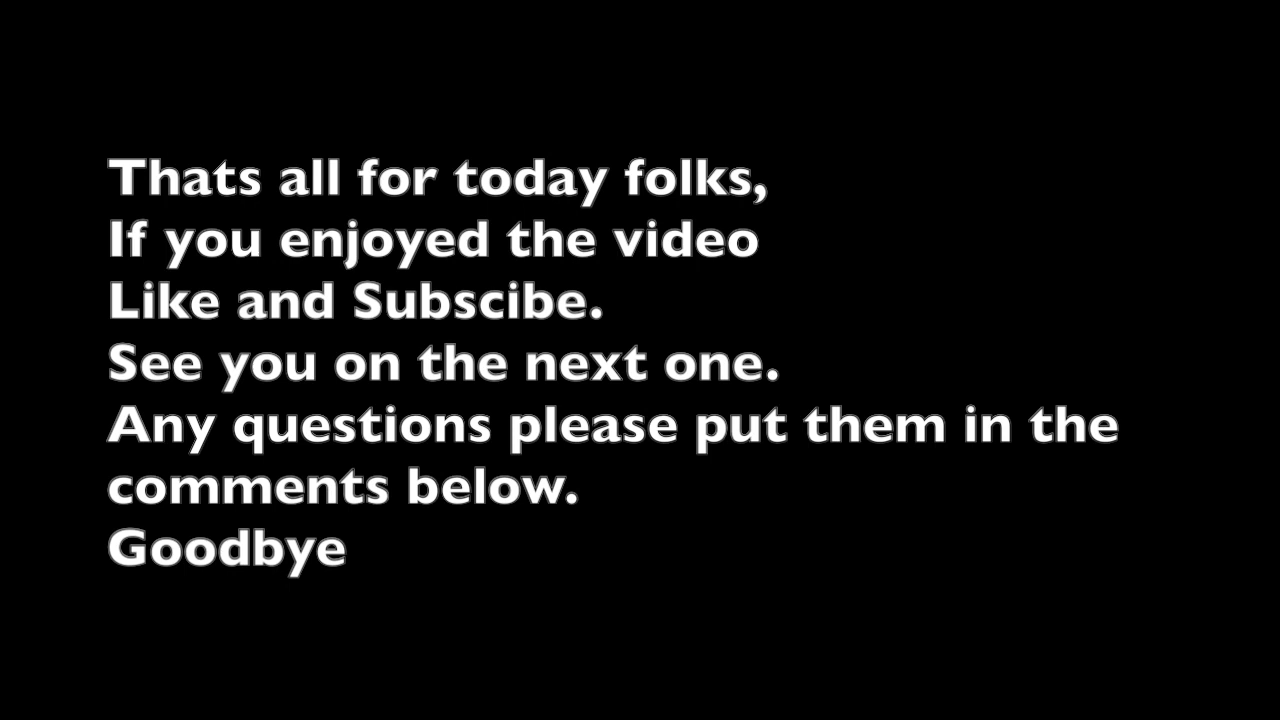 Thats all for today folks,
If you enjoyed the video
Like and Subscibe.
See you on the next one.
Any questions please put them in the
comments below.
Goodbye